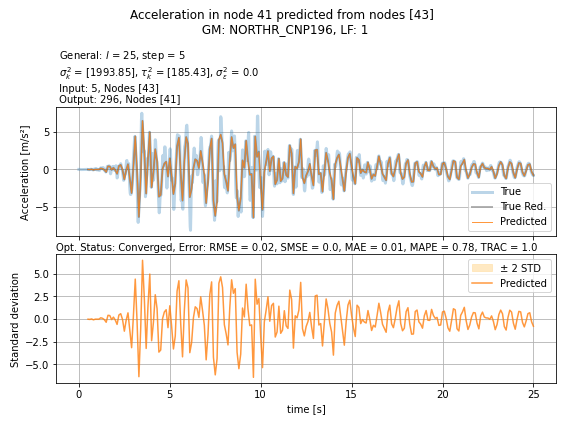 Acceleration in node 41 predicted from nodes [43]
GM: NORTHR_CNP196, LF: 1
General: l = 25, step = 5
σ²ₖ = [1993.85], τ²ₖ = [185.43], σ²ₑ = 0.0
Input: 5, Nodes [43]
Output: 296, Nodes [41]
Acceleration [m/s²]
5
0
−5
True
True Red.
Predicted
Opt. Status: Converged, Error: RMSE = 0.02, SMSE = 0.0, MAE = 0.01, MAPE = 0.78, TRAC = 1.0
Standard deviation
5.0
2.5
0.0
−2.5
−5.0
± 2 STD
Predicted
0 5 10 15 20 25
time [s]